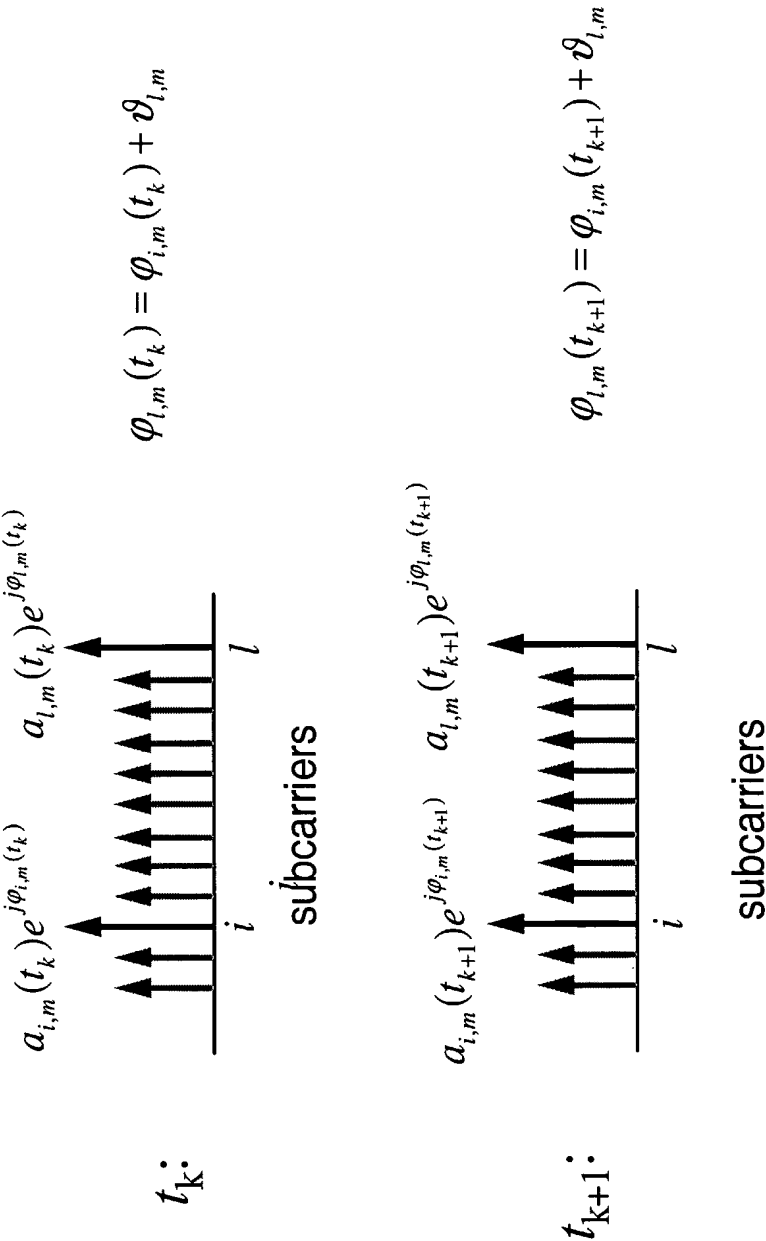 t_k:
a_{i,m}(t_k)e^{jφ_{i,m}(t_k)}
a_{l,m}(t_k)e^{jφ_{l,m}(t_k)}
φ_{l,m}(t_k) = φ_{i,m}(t_k) + ϑ_{l,m}
i
l
subcarriers
t_{k+1}:
a_{i,m}(t_{k+1})e^{jφ_{i,m}(t_{k+1})}
a_{l,m}(t_{k+1})e^{jφ_{l,m}(t_{k+1})}
φ_{l,m}(t_{k+1}) = φ_{i,m}(t_{k+1}) + ϑ_{l,m}
i
l
subcarriers